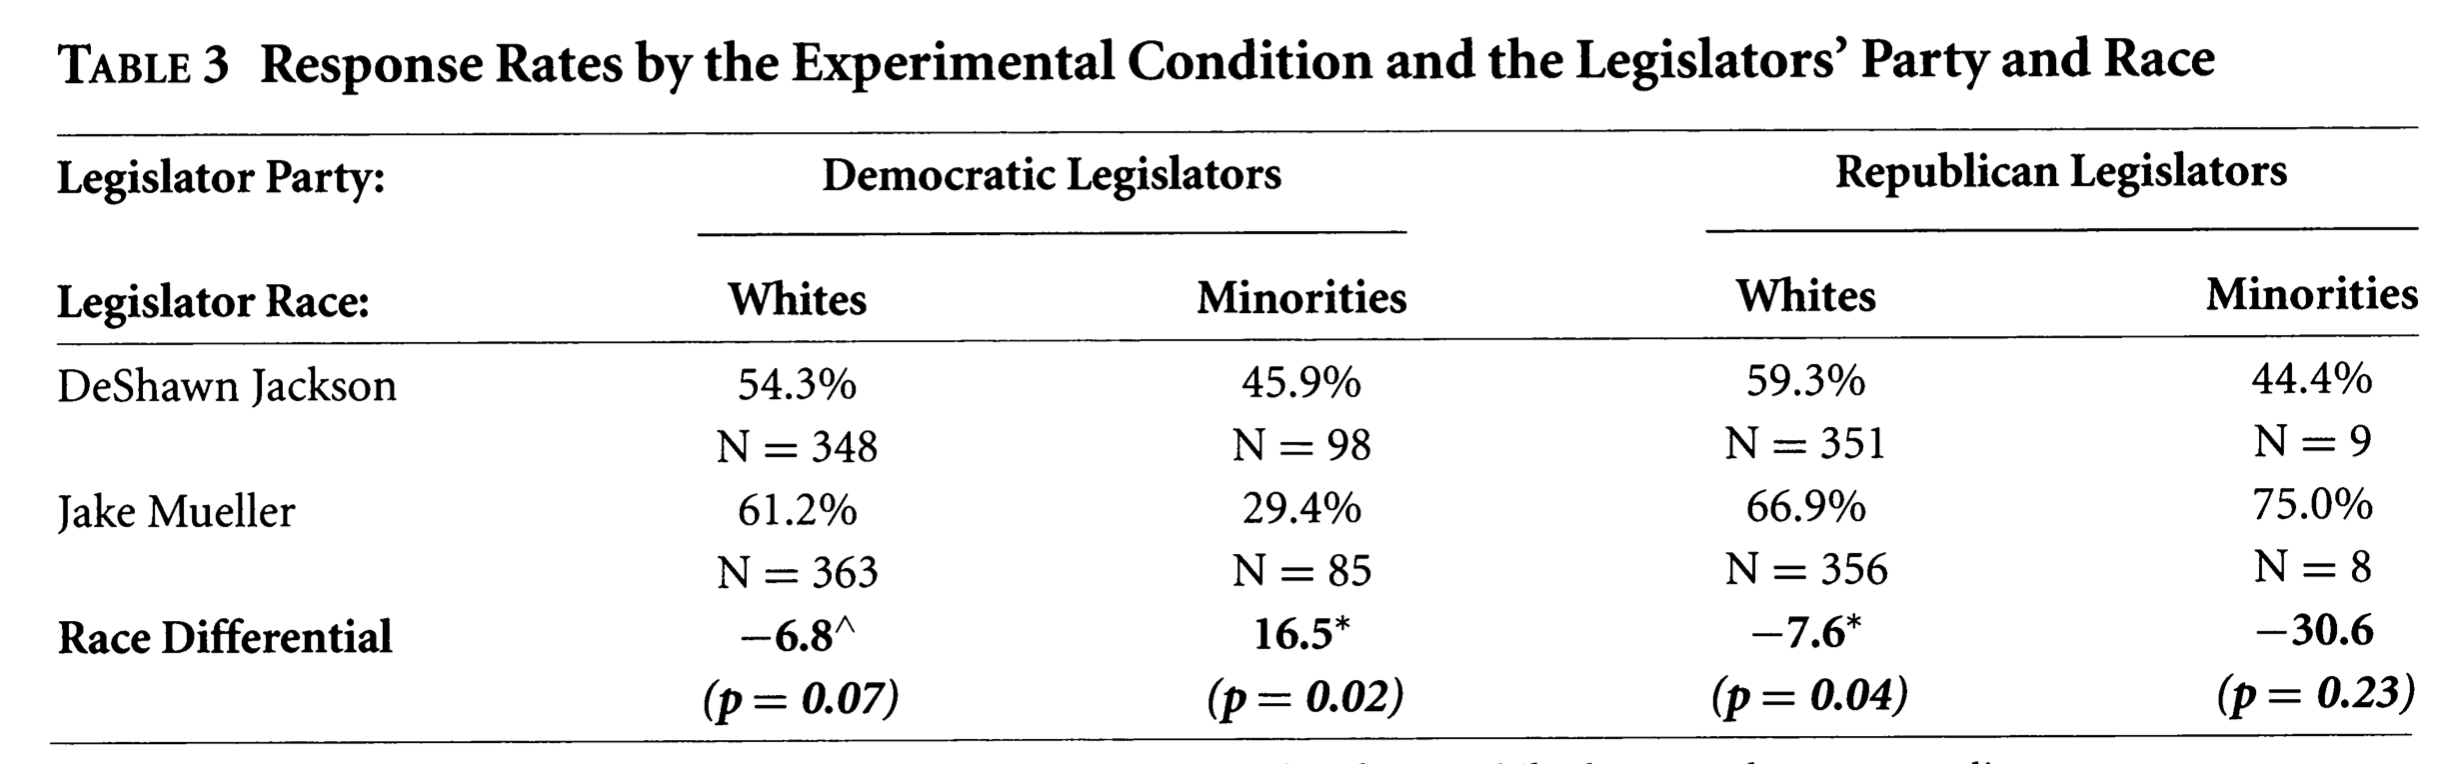 TABLE 3 Response Rates by the Experimental Condition and the Legislators' Party and Race
Legislator Party: Democratic Legislators Republican Legislators
Legislator Race: Whites Minorities Whites Minorities
DeShawn Jackson 54.3% 45.9% 59.3% 44.4%
N = 348 N = 98 N = 351 N = 9
Jake Mueller 61.2% 29.4% 66.9% 75.0%
N = 363 N = 85 N = 356 N = 8
Race Differential −6.8^ 16.5* −7.6* −30.6
(p = 0.07) (p = 0.02) (p = 0.04) (p = 0.23)